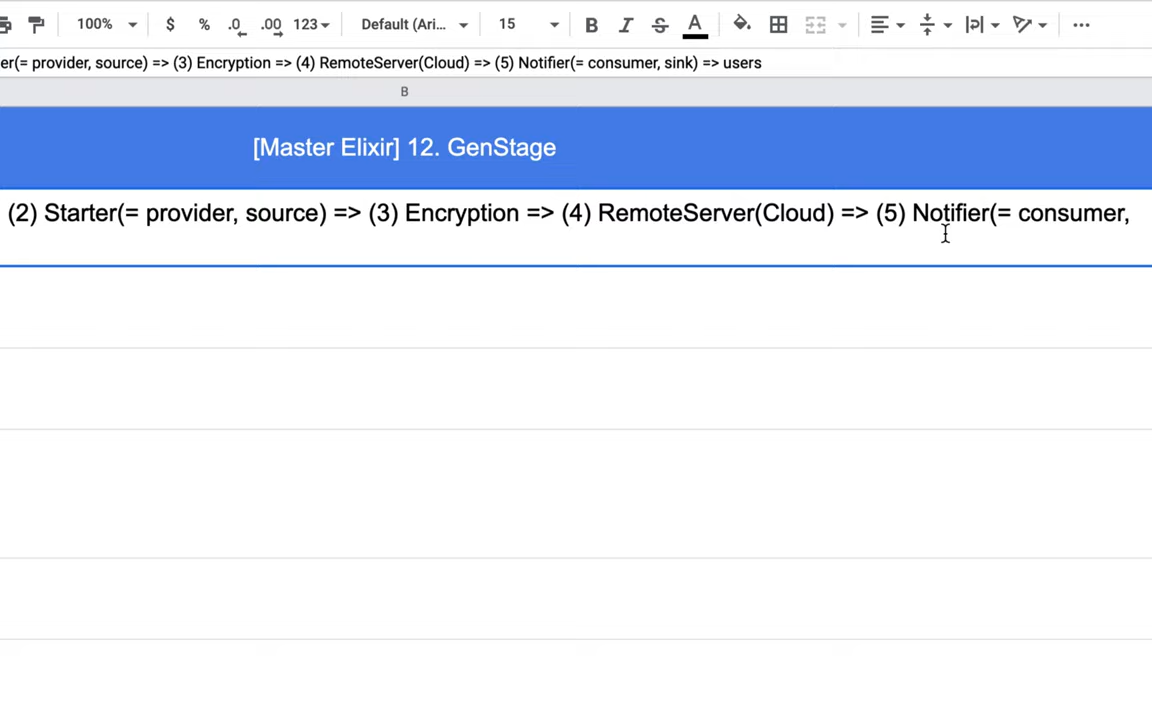 100% $ % .0 .00 123 Default (Ari... 15 B I S A
er(= provider, source) => (3) Encryption => (4) RemoteServer(Cloud) => (5) Notifier(= consumer, sink) => users
B
[Master Elixir] 12. GenStage
(2) Starter(= provider, source) => (3) Encryption => (4) RemoteServer(Cloud) => (5) Notifier(= consumer,